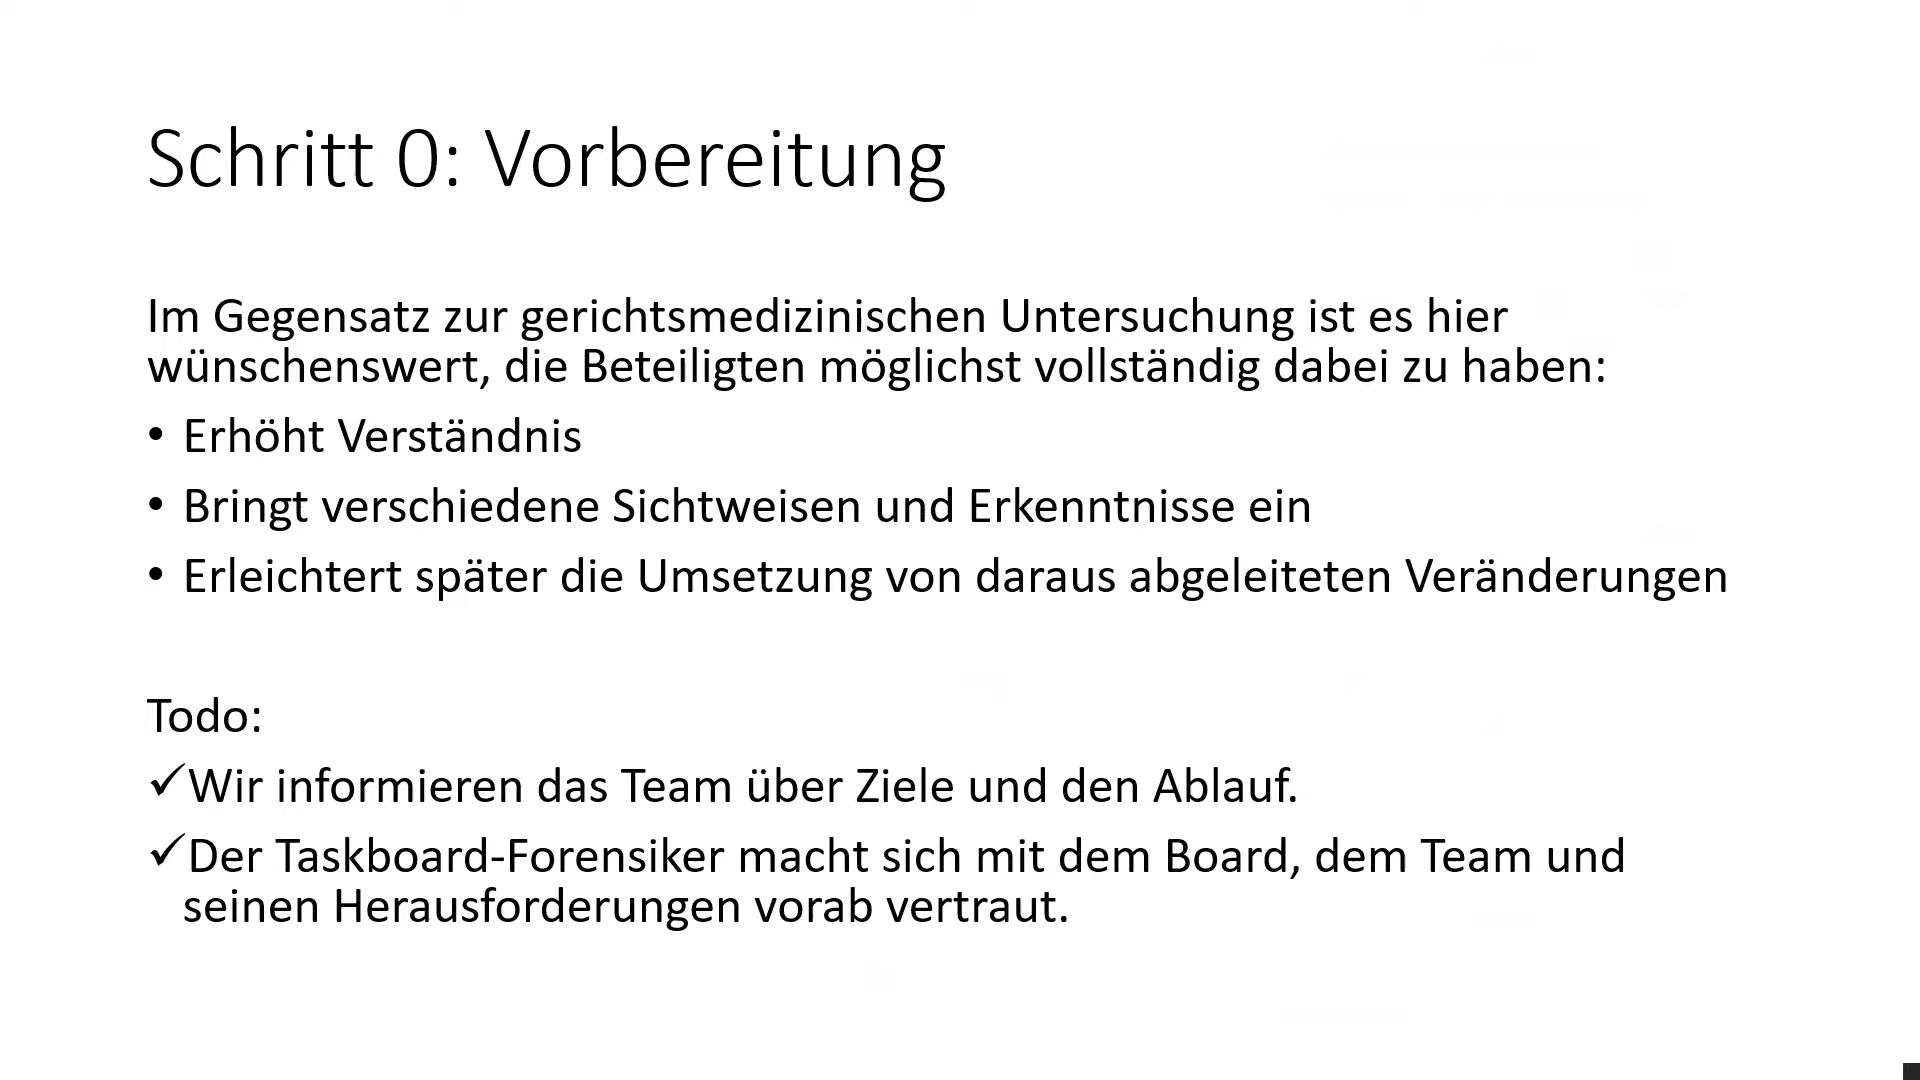 Schritt 0: Vorbereitung
Im Gegensatz zur gerichtsmedizinischen Untersuchung ist es hier
wünschenswert, die Beteiligten möglichst vollständig dabei zu haben:
• Erhöht Verständnis
• Bringt verschiedene Sichtweisen und Erkenntnisse ein
• Erleichtert später die Umsetzung von daraus abgeleiteten Veränderungen
Todo:
✓Wir informieren das Team über Ziele und den Ablauf.
✓Der Taskboard-Forensiker macht sich mit dem Board, dem Team und
seinen Herausforderungen vorab vertraut.